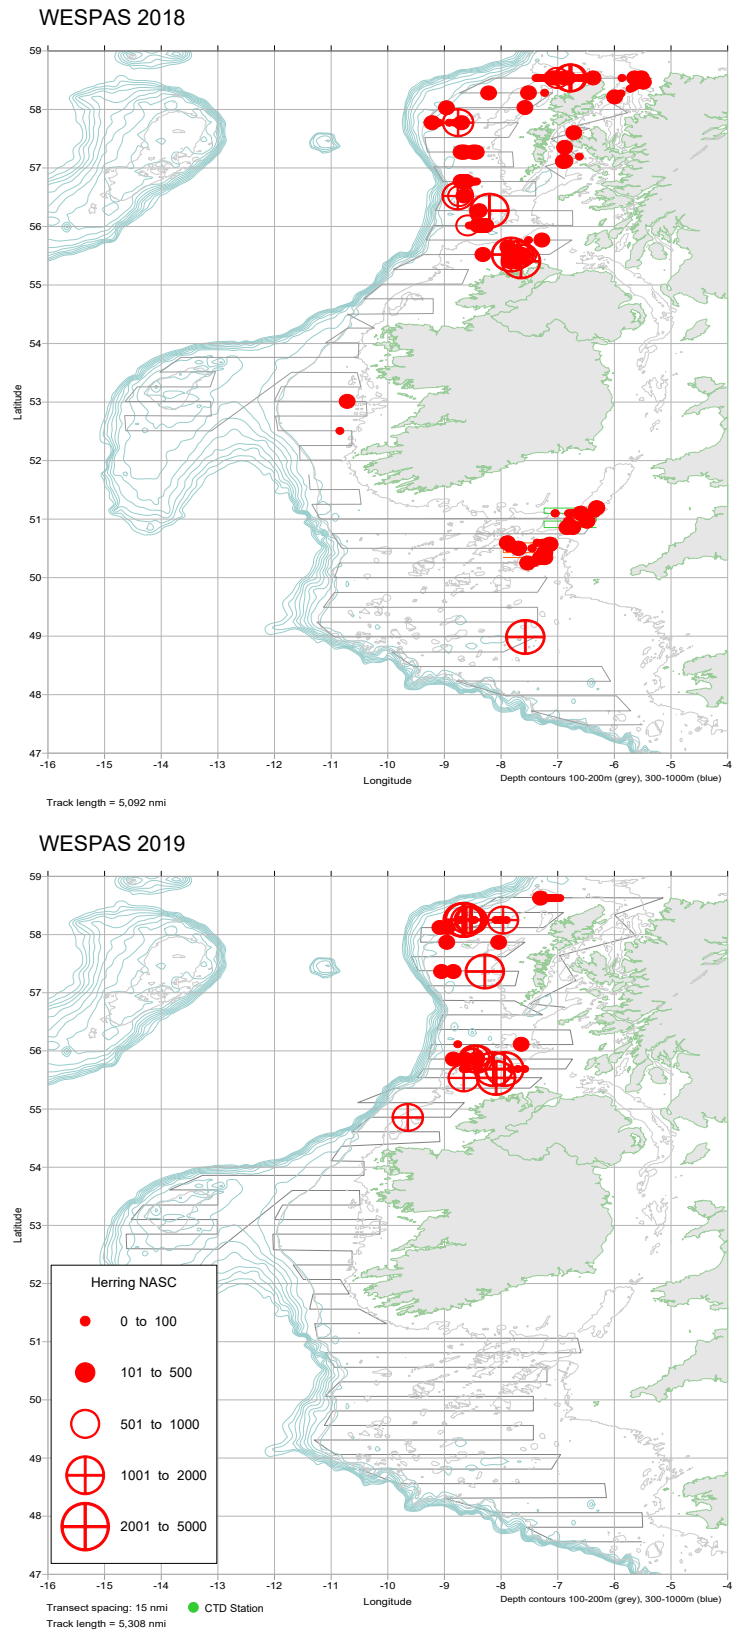 WESPAS 2018
59
58
57
56
55
54
53
52
51
50
49
48
47
Latitude
-16 -15 -14 -13 -12 -11 -10 -9 -8 -7 -6 -5 -4
Longitude
Depth contours 100-200m (grey), 300-1000m (blue)
Track length = 5,092 nmi
WESPAS 2019
59
58
57
56
55
54
53
52
51
50
49
48
47
Latitude
Herring NASC
0 to 100
101 to 500
501 to 1000
1001 to 2000
2001 to 5000
-16 -15 -14 -13 -12 -11 -10 -9 -8 -7 -6 -5 -4
Longitude
Depth contours 100-200m (grey), 300-1000m (blue)
Transect spacing: 15 nmi
CTD Station
Track length = 5,308 nmi